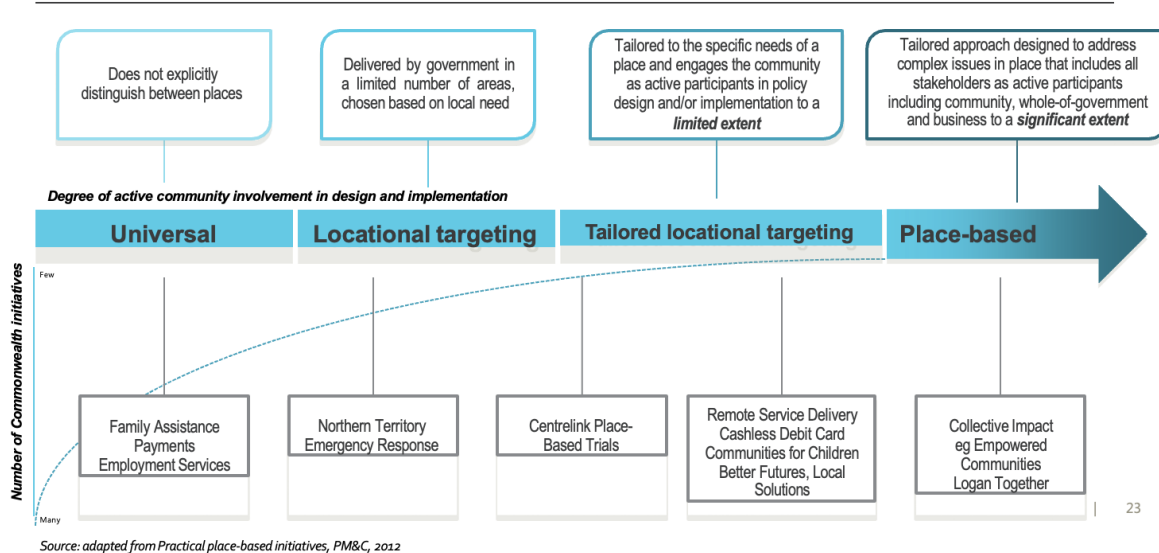 Does not explicitly
distinguish between places
Delivered by government in
a limited number of areas,
chosen based on local need
Tailored to the specific needs of a
place and engages the community
as active participants in policy
design and/or implementation to a
limited extent
Tailored approach designed to address
complex issues in place that includes all
stakeholders as active participants
including community, whole-of-government
and business to a significant extent
Degree of active community involvement in design and implementation
Universal
Locational targeting
Tailored locational targeting
Place-based
Number of Commonwealth initiatives
Few
Many
Family Assistance
Payments
Employment Services
Northern Territory
Emergency Response
Centrelink Place-
Based Trials
Remote Service Delivery
Cashless Debit Card
Communities for Children
Better Futures, Local
Solutions
Collective Impact
eg Empowered
Communities
Logan Together
| 23
Source: adapted from Practical place-based initiatives, PM&C, 2012